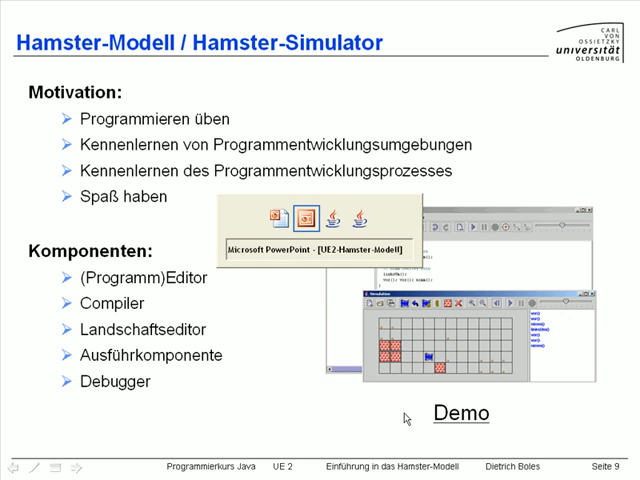 Hamster-Modell / Hamster-Simulator
CARL
VON
OSSIETZKY
universität
OLDENBURG
Motivation:
Programmieren üben
Kennenlernen von Programmentwicklungsumgebungen
Kennenlernen des Programmentwicklungsprozesses
Spaß haben
Microsoft PowerPoint - [UE2-Hamster-Modell]
Komponenten:
(Programm)Editor
Compiler
Landschaftseditor
Ausführkomponente
Debugger
Simulation
Demo
Programmierkurs Java UE 2 Einführung in das Hamster-Modell Dietrich Boles Seite 9